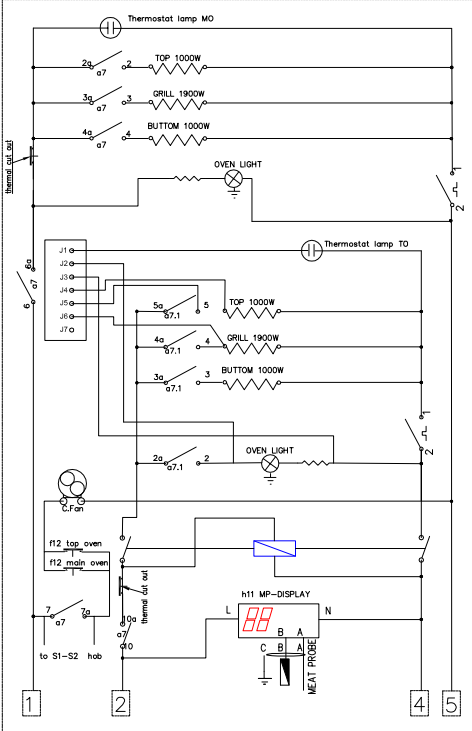 Thermostat lamp MO
2a a7 2 TOP 1000W
3a a7 3 GRILL 1900W
4a a7 4 BUTTOM 1000W
thermal cut out
OVEN LIGHT
1
2
6a
a7
6
J1
J2
J3
J4
J5
J6
J7
Thermostat lamp TO
5a a7.1 5 TOP 1000W
4a a7.1 4 GRILL 1900W
3a a7.1 3 BUTTOM 1000W
1
2
2a a7.1 2 OVEN LIGHT
C.Fan
f12 top oven
f12 main oven
thermal cut out
7 a7 7a
10a
a7
10
to S1-S2 hob
h11 MP-DISPLAY
L 88 N
B A
C B A
MEAT PROBE
1 2 4 5